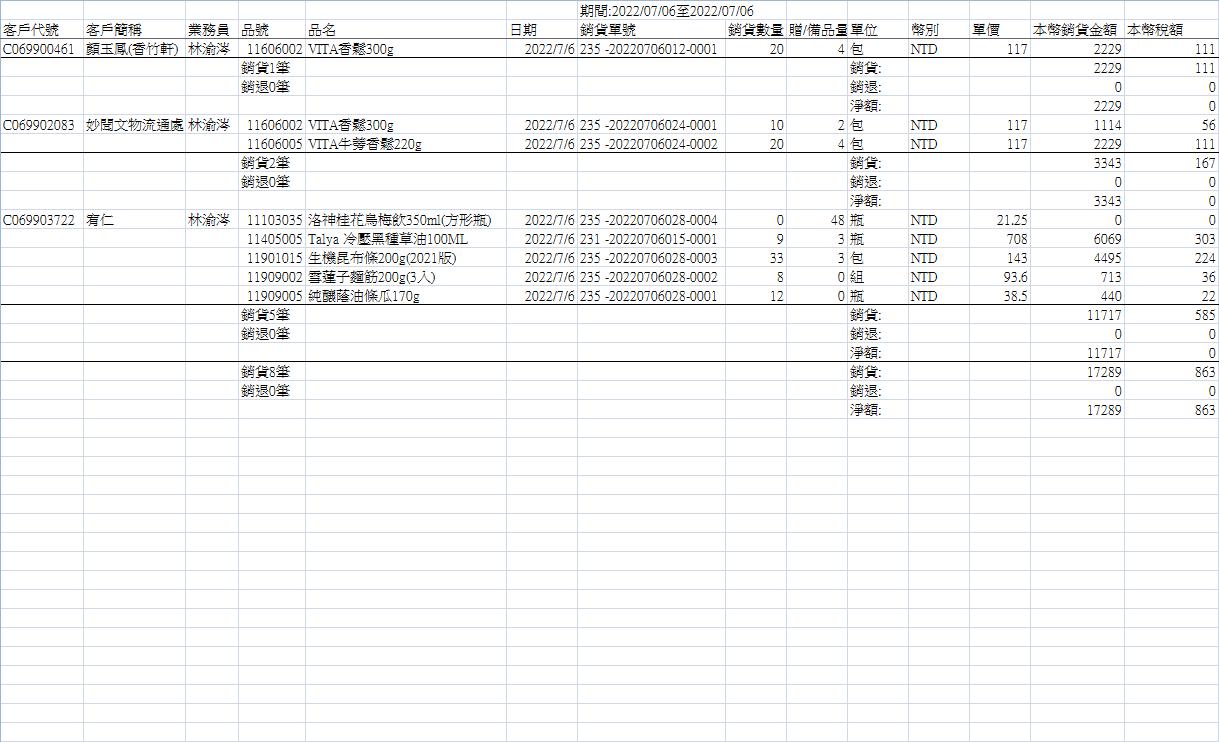 期間:2022/07/06至2022/07/06
客戶代號 客戶簡稱 業務員 品號 品名 日期 銷貨單號 銷貨數量 贈/備品量 單位 幣別 單價 本幣銷貨金額 本幣稅額
C069900461 顏玉鳳(香竹軒) 林渝涔 11606002 VITA香鬆300g 2022/7/6 235 -20220706012-0001 20 4 包 NTD 117 2229 111
銷貨1筆 銷貨: 2229 111
銷退0筆 銷退: 0 0
淨額: 2229 0
C069902083 妙閩文物流通處 林渝涔 11606002 VITA香鬆300g 2022/7/6 235 -20220706024-0001 10 2 包 NTD 117 1114 56
11606005 VITA牛蒡香鬆220g 2022/7/6 235 -20220706024-0002 20 4 包 NTD 117 2229 111
銷貨2筆 銷貨: 3343 167
銷退0筆 銷退: 0 0
淨額: 3343 0
C069903722 宥仁 林渝涔 11103035 洛神桂花烏梅飲350ml(方形瓶) 2022/7/6 235 -20220706028-0004 0 48 瓶 NTD 21.25 0 0
11405005 Talya 冷壓黑種草油100ML 2022/7/6 231 -20220706015-0001 9 3 瓶 NTD 708 6069 303
11901015 生機昆布條200g(2021版) 2022/7/6 235 -20220706028-0003 33 3 包 NTD 143 4495 224
11909002 雪蓮子麵筋200g(3入) 2022/7/6 235 -20220706028-0002 8 0 組 NTD 93.6 713 36
11909005 純釀蔭油條瓜170g 2022/7/6 235 -20220706028-0001 12 0 瓶 NTD 38.5 440 22
銷貨5筆 銷貨: 11717 585
銷退0筆 銷退: 0 0
淨額: 11717 0
銷貨8筆 銷貨: 17289 863
銷退0筆 銷退: 0 0
淨額: 17289 863